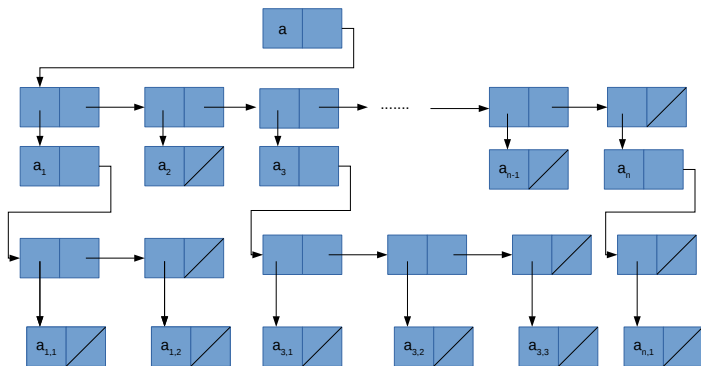 a
.......
a1 a2 a3 an-1 an
a1,1 a1,2 a3,1 a3,2 a3,3 an,1